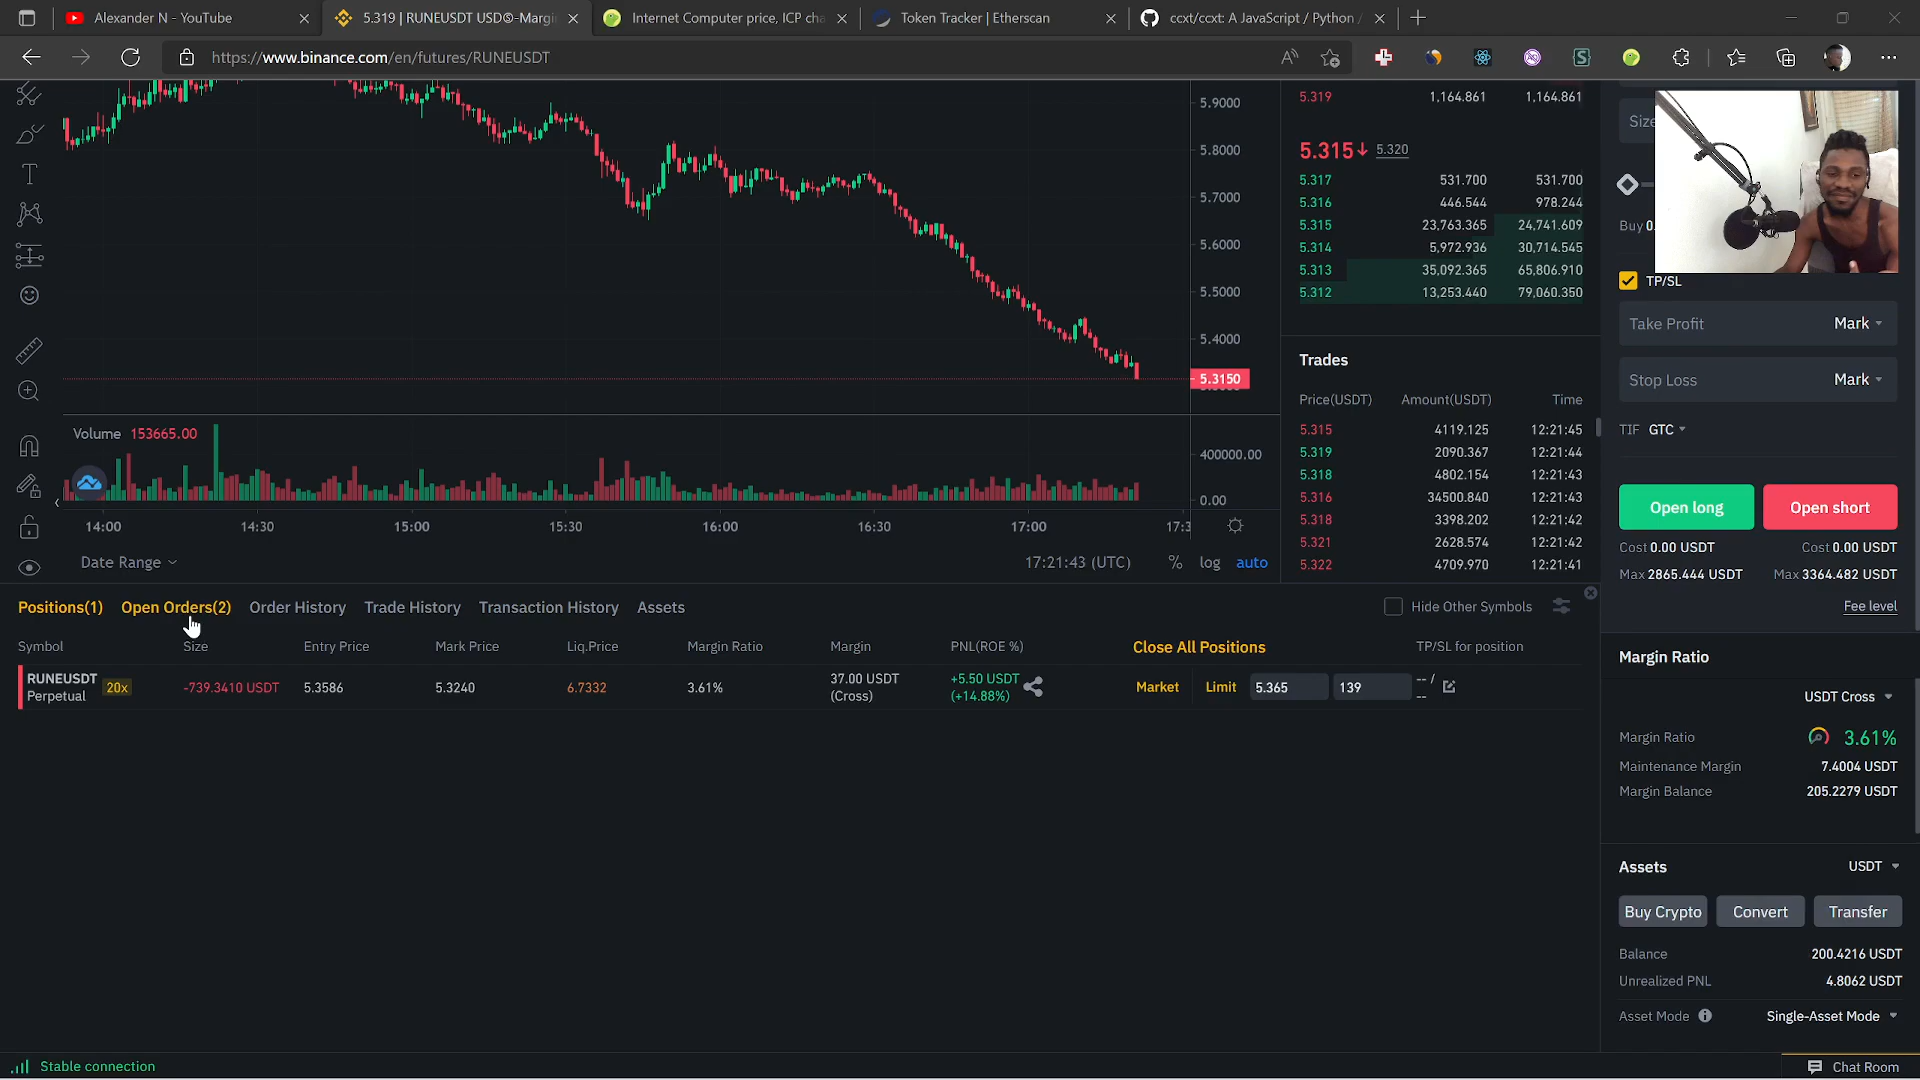 Alexander N - YouTube
5.319 | RUNEUSDT USDⓈ-Margin
Internet Computer price, ICP cha
Token Tracker | Etherscan
ccxt/ccxt: A JavaScript / Python /
https://www.binance.com/en/futures/RUNEUSDT
5.9000
5.8000
5.7000
5.6000
5.5000
5.4000
5.3150
Volume 153665.00
400000.00
0.00
14:00 14:30 15:00 15:30 16:00 16:30 17:00 17:3
Date Range
17:21:43 (UTC) % log auto
5.319 1,164.861 1,164.861
5.315↓ 5.320
5.317 531.700 531.700
5.316 446.544 978.244
5.315 23,763.365 24,741.609
5.314 5,972.936 30,714.545
5.313 35,092.365 65,806.910
5.312 13,253.440 79,060.350
Trades
Price(USDT) Amount(USDT) Time
5.315 4119.125 12:21:45
5.319 2090.367 12:21:44
5.318 4802.154 12:21:43
5.316 34500.840 12:21:43
5.318 3398.202 12:21:42
5.321 2628.574 12:21:42
5.322 4709.970 12:21:41
Size
Buy 0.
TP/SL
Take Profit Mark
Stop Loss Mark
TIF GTC
Open long Open short
Cost 0.00 USDT Cost 0.00 USDT
Max 2865.444 USDT Max 3364.482 USDT
Fee level
Positions(1) Open Orders(2) Order History Trade History Transaction History Assets
Hide Other Symbols
Symbol Size Entry Price Mark Price Liq.Price Margin Ratio Margin PNL(ROE %) Close All Positions TP/SL for position
RUNEUSDT
Perpetual
20x -739.3410 USDT 5.3586 5.3240 6.7332 3.61%
37.00 USDT
(Cross)
+5.50 USDT
(+14.88%)
Market Limit 5.365 139 -- /
--
Margin Ratio
USDT Cross
Margin Ratio 3.61%
Maintenance Margin 7.4004 USDT
Margin Balance 205.2279 USDT
Assets USDT
Buy Crypto Convert Transfer
Balance 200.4216 USDT
Unrealized PNL 4.8062 USDT
Asset Mode Single-Asset Mode
Stable connection
Chat Room